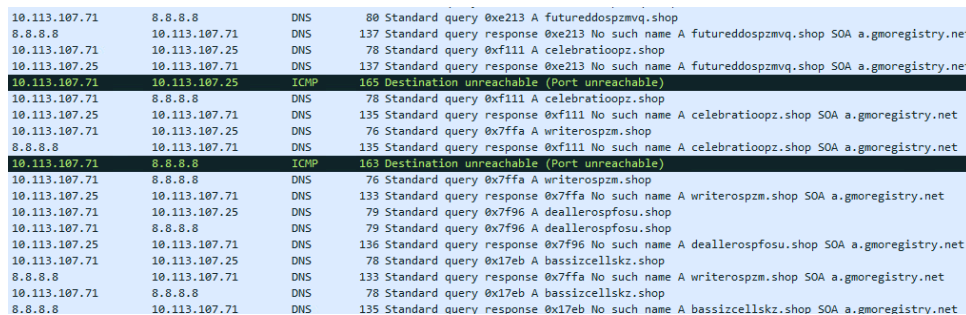 10.113.107.71 8.8.8.8 DNS 80 Standard query 0xe213 A futureddospzmvq.shop
8.8.8.8 10.113.107.71 DNS 137 Standard query response 0xe213 No such name A futureddospzmvq.shop SOA a.gmoregistry.net
10.113.107.71 10.113.107.25 DNS 78 Standard query 0xf111 A celebratioopz.shop
10.113.107.25 10.113.107.71 DNS 137 Standard query response 0xe213 No such name A futureddospzmvq.shop SOA a.gmoregistry.net
10.113.107.71 10.113.107.25 ICMP 165 Destination unreachable (Port unreachable)
10.113.107.71 8.8.8.8 DNS 78 Standard query 0xf111 A celebratioopz.shop
10.113.107.25 10.113.107.71 DNS 135 Standard query response 0xf111 No such name A celebratioopz.shop SOA a.gmoregistry.net
10.113.107.71 10.113.107.25 DNS 76 Standard query 0x7ffa A writerospzm.shop
8.8.8.8 10.113.107.71 DNS 135 Standard query response 0xf111 No such name A celebratioopz.shop SOA a.gmoregistry.net
10.113.107.71 8.8.8.8 ICMP 163 Destination unreachable (Port unreachable)
10.113.107.71 8.8.8.8 DNS 76 Standard query 0x7ffa A writerospzm.shop
10.113.107.25 10.113.107.71 DNS 133 Standard query response 0x7ffa No such name A writerospzm.shop SOA a.gmoregistry.net
10.113.107.71 10.113.107.25 DNS 79 Standard query 0x7f96 A deallerospfosu.shop
10.113.107.71 8.8.8.8 DNS 79 Standard query 0x7f96 A deallerospfosu.shop
10.113.107.25 10.113.107.71 DNS 136 Standard query response 0x7f96 No such name A deallerospfosu.shop SOA a.gmoregistry.net
10.113.107.71 10.113.107.25 DNS 78 Standard query 0x17eb A bassizcellskz.shop
8.8.8.8 10.113.107.71 DNS 133 Standard query response 0x7ffa No such name A writerospzm.shop SOA a.gmoregistry.net
10.113.107.71 8.8.8.8 DNS 78 Standard query 0x17eb A bassizcellskz.shop
8.8.8.8 10.113.107.71 DNS 135 Standard query response 0x17eb No such name A bassizcellskz.shop SOA a.gmoregistry.net